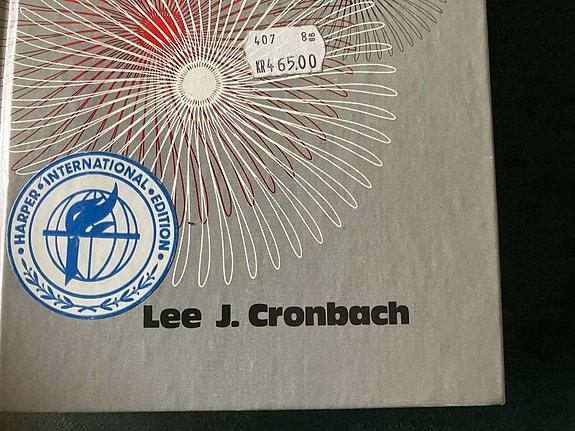 407 8 86
KR465.00
HARPER • INTERNATIONAL • EDITION •
Lee J. Cronbach